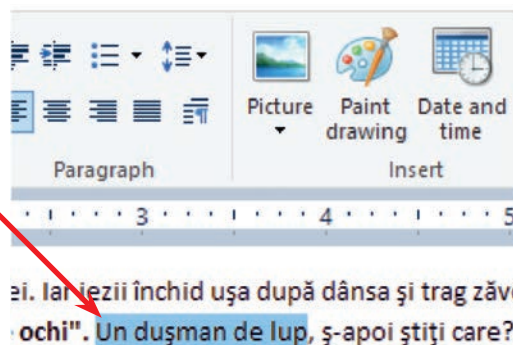 Picture Paint drawing Date and time
Paragraph Insert
3 4 5
ei. Iar iezii închid uşa după dânsa şi trag zăv
ochi". Un duşman de lup, ş-apoi ştiţi care?